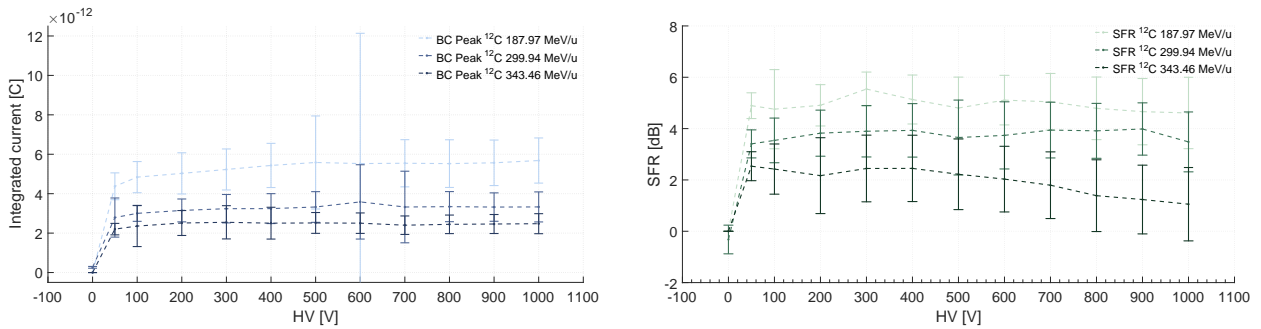 ×10⁻¹²
12
10
8
6
4
2
0
Integrated current [C]
-100 0 100 200 300 400 500 600 700 800 900 1000 1100
HV [V]
BC Peak ¹²C 187.97 MeV/u
BC Peak ¹²C 299.94 MeV/u
BC Peak ¹²C 343.46 MeV/u
8
6
4
2
0
-2
SFR [dB]
-100 0 100 200 300 400 500 600 700 800 900 1000 1100
HV [V]
SFR ¹²C 187.97 MeV/u
SFR ¹²C 299.94 MeV/u
SFR ¹²C 343.46 MeV/u